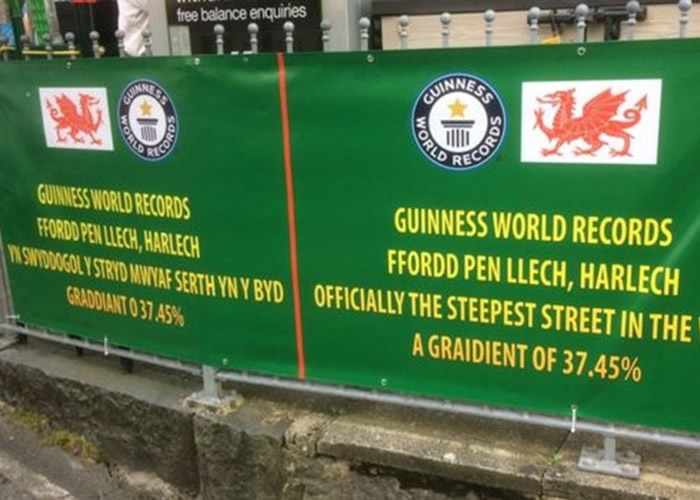 free balance enquiries
GUINNESS
WORLD RECORDS
GUINNESS WORLD RECORDS
FFORDD PEN LLECH, HARLECH
YN SWYDDOGOL Y STRYD MWYAF SERTH YN Y BYD
GRADDIANT O 37.45%
GUINNESS
WORLD RECORDS
GUINNESS WORLD RECORDS
FFORDD PEN LLECH, HARLECH
OFFICIALLY THE STEEPEST STREET IN THE
A GRAIDIENT OF 37.45%